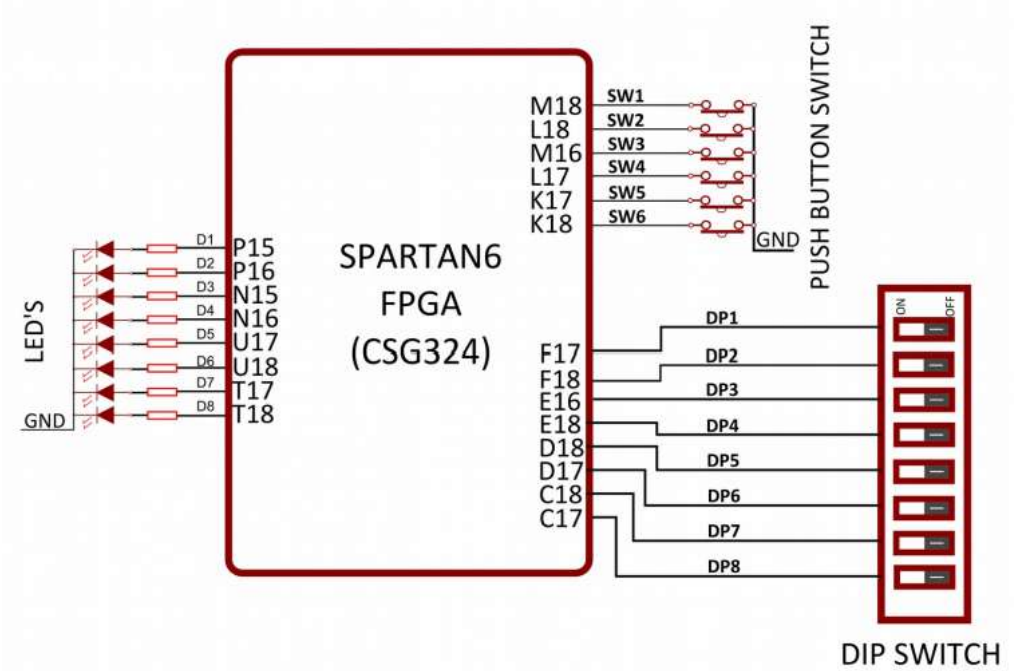 LED'S
GND
D1
D2
D3
D4
D5
D6
D7
D8
P15
P16
N15
N16
U17
U18
T17
T18
SPARTAN6
FPGA
(CSG324)
M18
L18
M16
L17
K17
K18
SW1
SW2
SW3
SW4
SW5
SW6
GND
PUSH BUTTON SWITCH
F17
F18
E16
E18
D18
D17
C18
C17
DP1
DP2
DP3
DP4
DP5
DP6
DP7
DP8
ON
OFF
DIP SWITCH